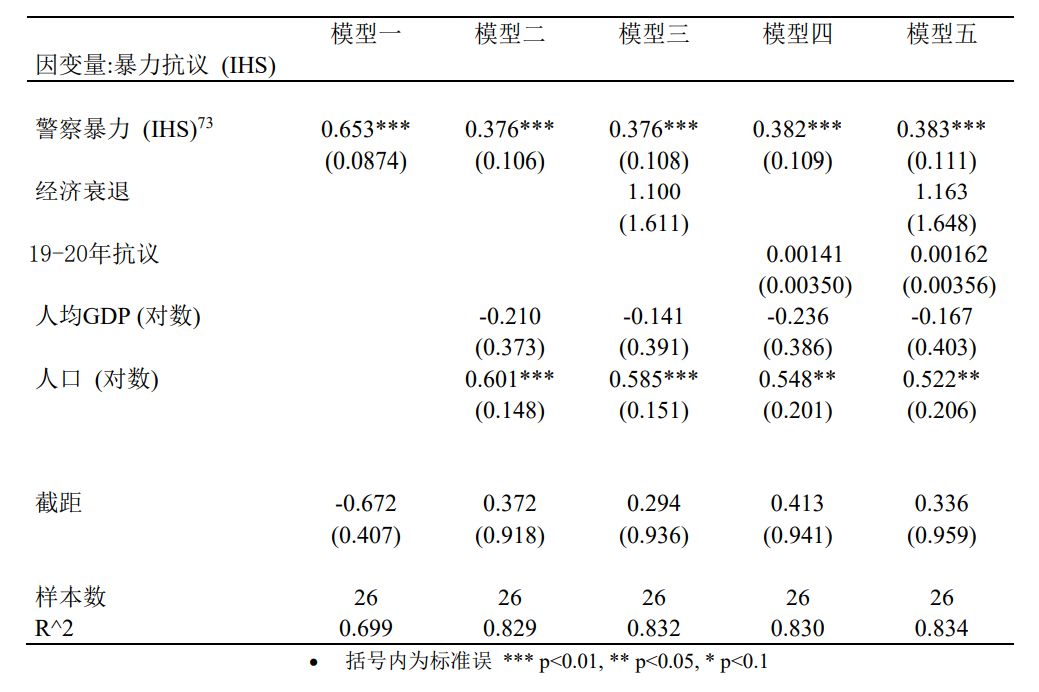 模型一 模型二 模型三 模型四 模型五
因变量:暴力抗议 (IHS)
警察暴力 (IHS)73 0.653*** 0.376*** 0.376*** 0.382*** 0.383***
(0.0874) (0.106) (0.108) (0.109) (0.111)
经济衰退 1.100 1.163
(1.611) (1.648)
19-20年抗议 0.00141 0.00162
(0.00350) (0.00356)
人均GDP (对数) -0.210 -0.141 -0.236 -0.167
(0.373) (0.391) (0.386) (0.403)
人口 (对数) 0.601*** 0.585*** 0.548** 0.522**
(0.148) (0.151) (0.201) (0.206)
截距 -0.672 0.372 0.294 0.413 0.336
(0.407) (0.918) (0.936) (0.941) (0.959)
样本数 26 26 26 26 26
R^2 0.699 0.829 0.832 0.830 0.834
• 括号内为标准误 *** p<0.01, ** p<0.05, * p<0.1